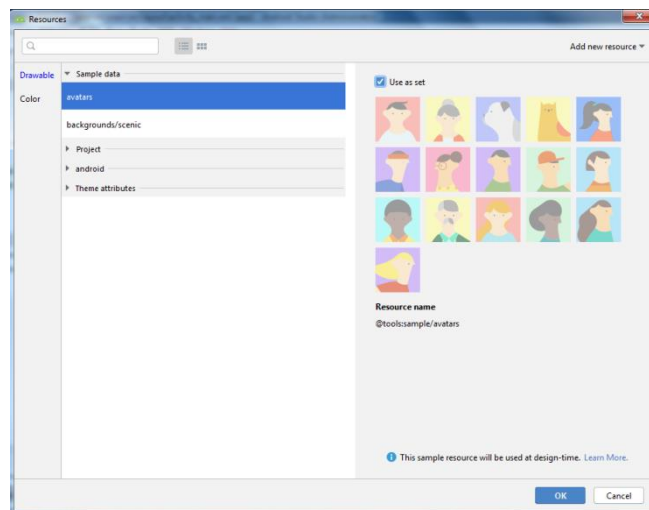 Resources
Add new resource
Drawable
Color
Sample data
avatars
backgrounds/scenic
Project
android
Theme attributes
Use as set
Resource name
@tools:sample/avatars
This sample resource will be used at design-time. Learn More.
OK
Cancel